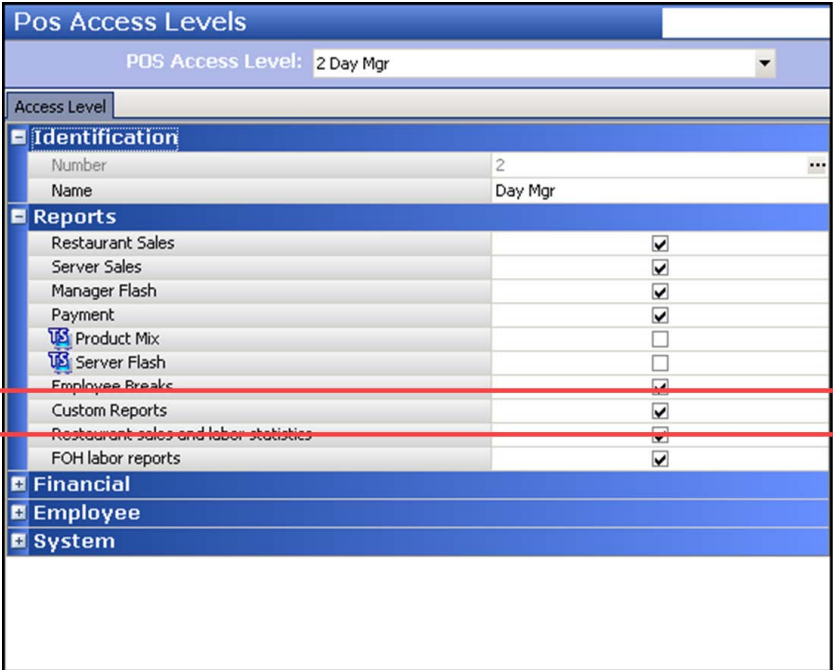 Pos Access Levels
POS Access Level: 2 Day Mgr
Access Level
Identification
Number 2 ...
Name Day Mgr
Reports
Restaurant Sales
Server Sales
Manager Flash
Payment
TS Product Mix
TS Server Flash
Employee Breaks
Custom Reports
Restaurant sales and labor statistics
FOH labor reports
Financial
Employee
System